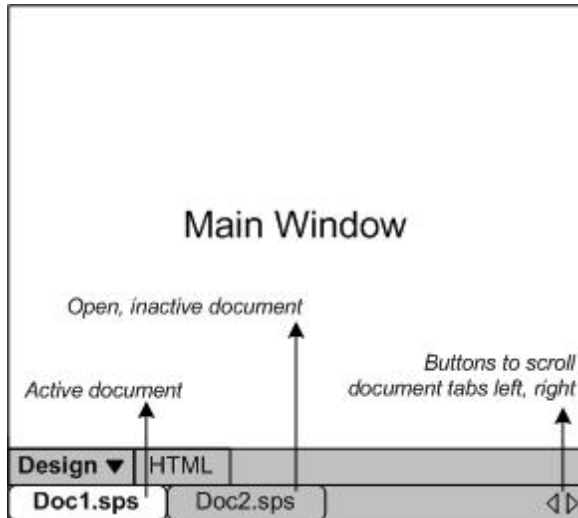 Main Window
Open, inactive document
Buttons to scroll
Active document
document tabs left, right
Design HTML
Doc1.sps Doc2.sps